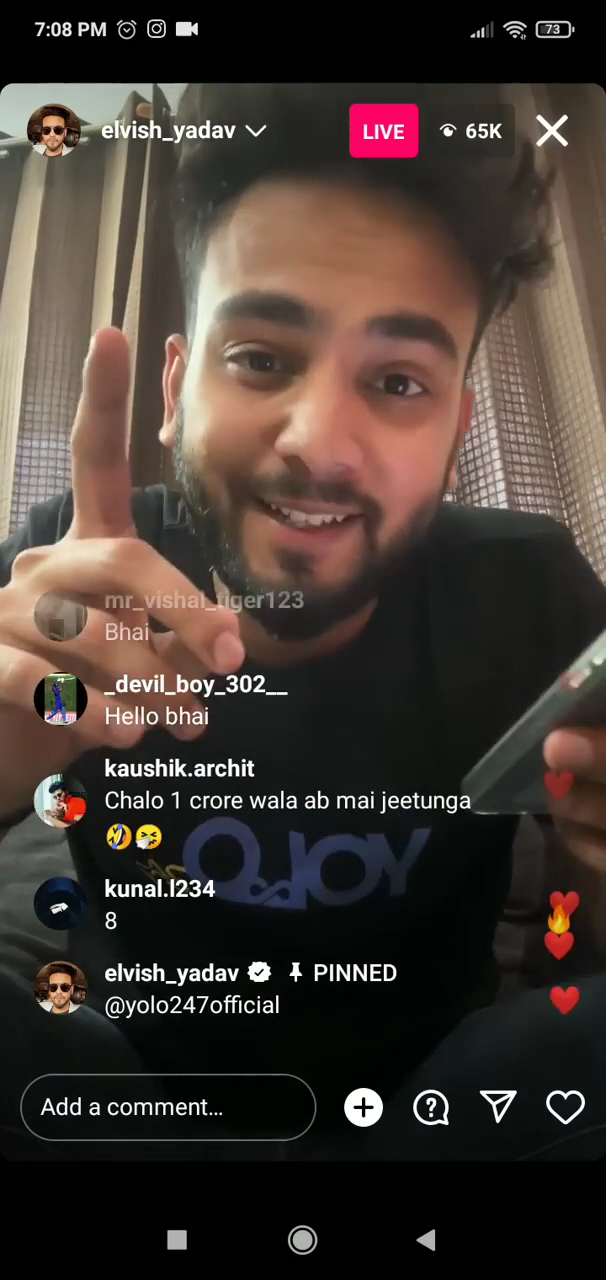 7:08 PM
73
elvish_yadav
LIVE
65K
mr_vishal_tiger123
Bhai
_devil_boy_302__
Hello bhai
kaushik.archit
Chalo 1 crore wala ab mai jeetunga
🤣🤧
kunal.l234
8
elvish_yadav PINNED
@yolo247official
Add a comment...